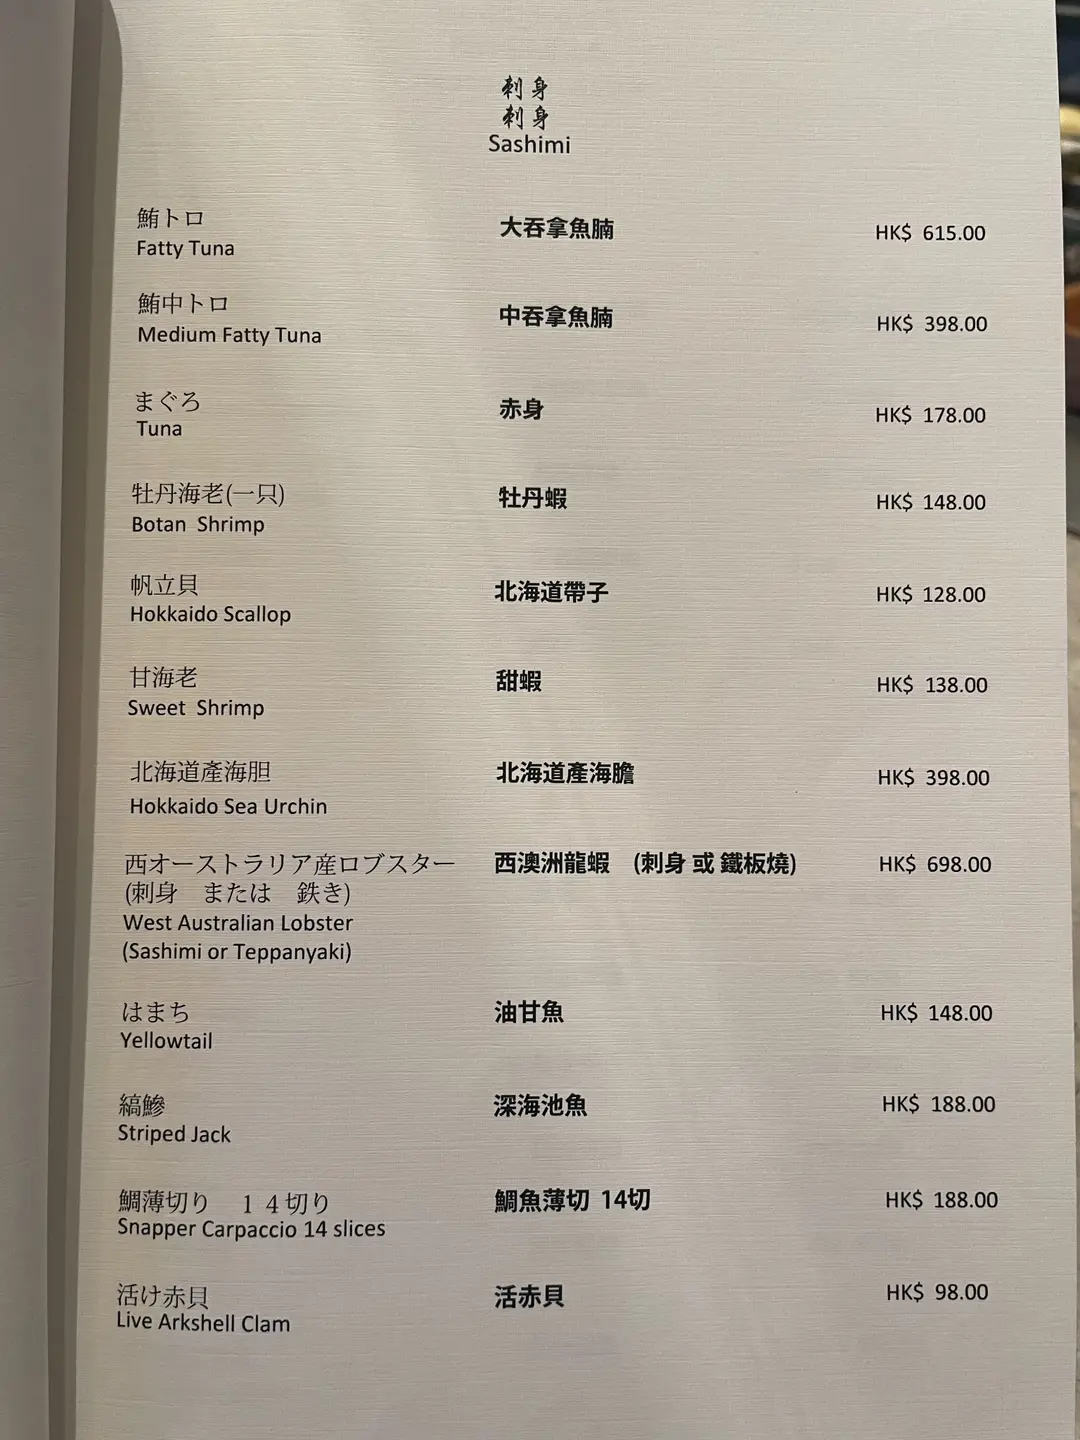 刺身
刺身
Sashimi
鮪トロ
Fatty Tuna
大吞拿魚腩
HK$ 615.00
鮪中トロ
Medium Fatty Tuna
中吞拿魚腩
HK$ 398.00
まぐろ
Tuna
赤身
HK$ 178.00
牡丹海老(一只)
Botan Shrimp
牡丹蝦
HK$ 148.00
帆立貝
Hokkaido Scallop
北海道帶子
HK$ 128.00
甘海老
Sweet Shrimp
甜蝦
HK$ 138.00
北海道產海胆
Hokkaido Sea Urchin
北海道產海膽
HK$ 398.00
西オーストラリア産ロブスター
(刺身 または 鉄き)
West Australian Lobster
(Sashimi or Teppanyaki)
西澳洲龍蝦 (刺身 或 鐵板燒)
HK$ 698.00
はまち
Yellowtail
油甘魚
HK$ 148.00
縞鯵
Striped Jack
深海池魚
HK$ 188.00
鯛薄切り １４切り
Snapper Carpaccio 14 slices
鯛魚薄切 14切
HK$ 188.00
活け赤貝
Live Arkshell Clam
活赤貝
HK$ 98.00